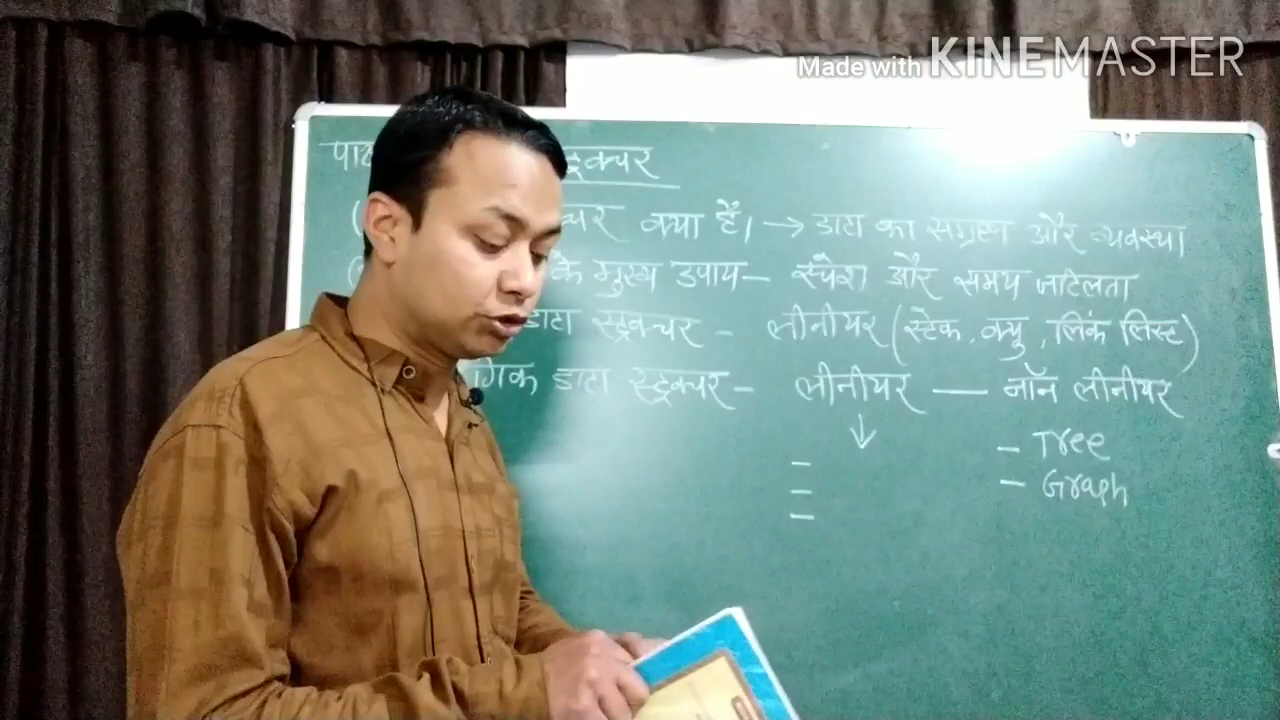 Made with KINEMASTER
स्ट्रक्चर
क्या है। → डाटा का संग्रहा और व्यवस्था
के मुख्य उपाय - स्पेश और समय जटिलता
डाटा स्ट्रक्चर - लीनीयर (स्टेक, क्यु, लिंक लिस्ट)
डाटा स्ट्रक्चर - लीनीयर — नॉन लीनीयर
↓
- Tree
- Graph